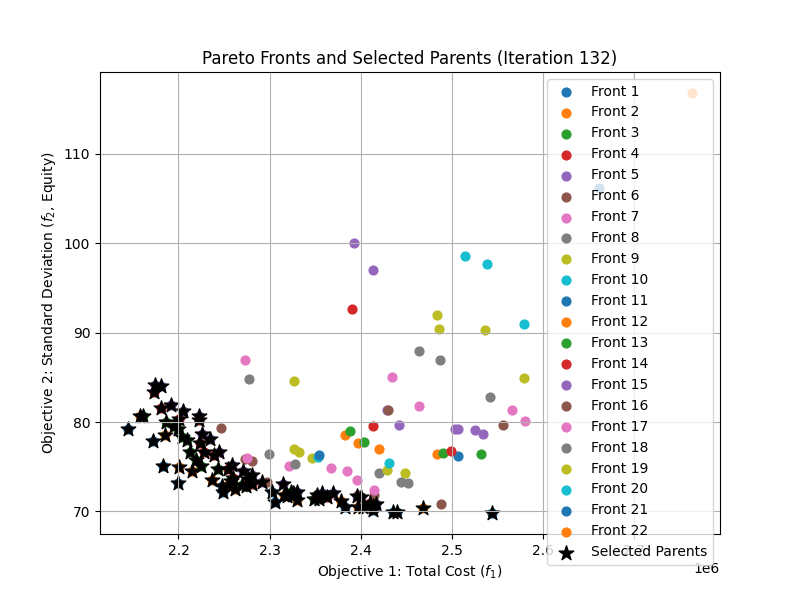 Pareto Fronts and Selected Parents (Iteration 132)
Objective 2: Standard Deviation (f₂, Equity)
110
100
90
80
70
2.2
2.3
2.4
2.5
2.6
2.7
1e6
Objective 1: Total Cost (f₁)
Front 1
Front 2
Front 3
Front 4
Front 5
Front 6
Front 7
Front 8
Front 9
Front 10
Front 11
Front 12
Front 13
Front 14
Front 15
Front 16
Front 17
Front 18
Front 19
Front 20
Front 21
Front 22
Selected Parents